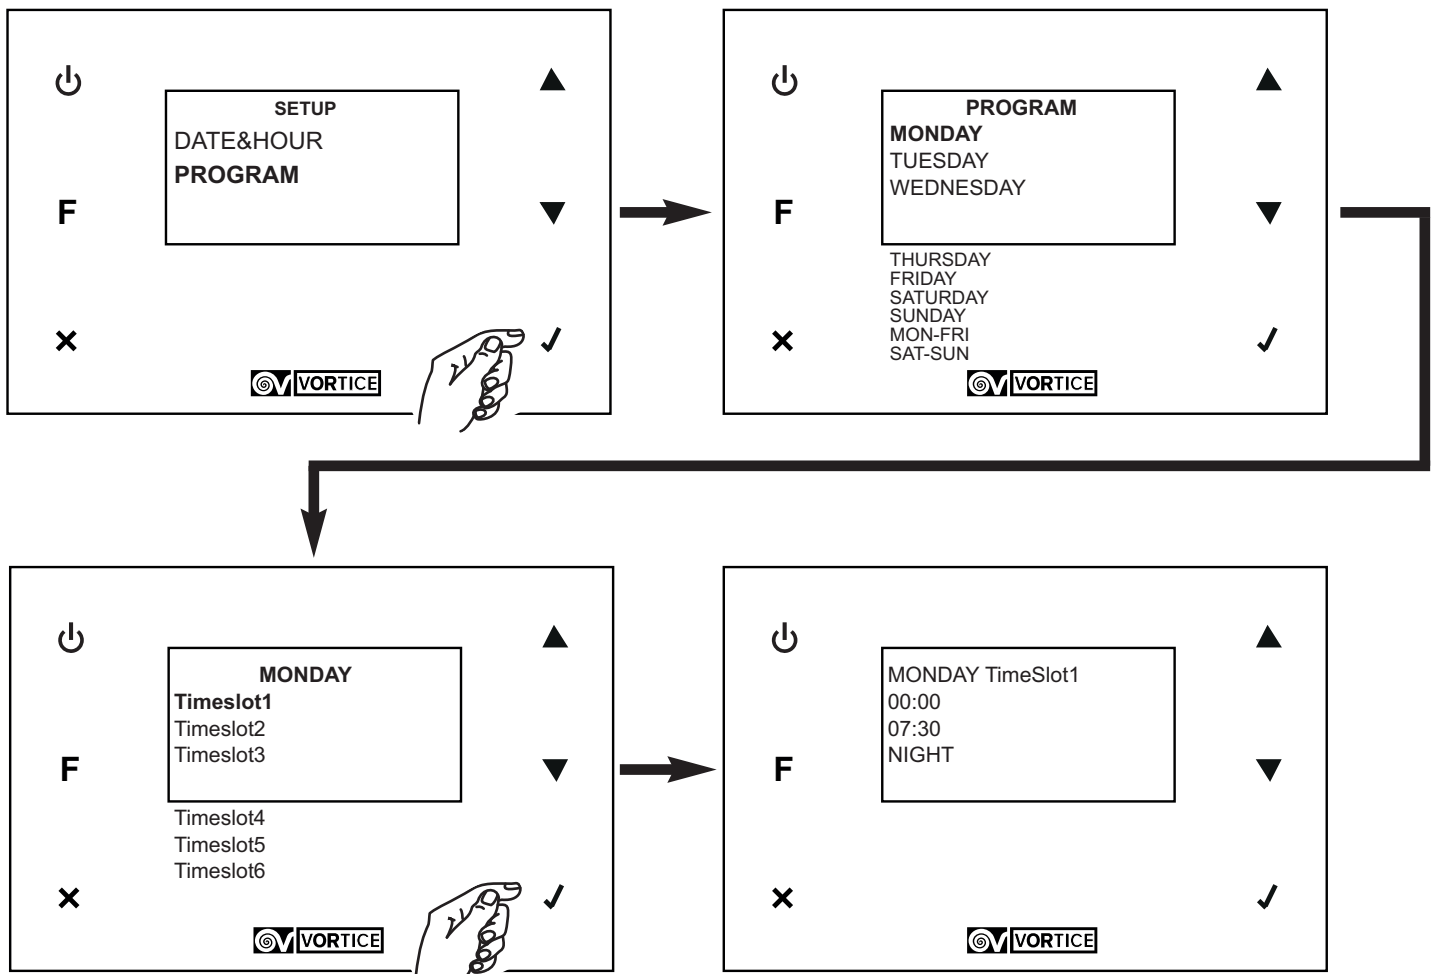 SETUP
DATE&HOUR
PROGRAM
F
VORTICE
PROGRAM
MONDAY
TUESDAY
WEDNESDAY
THURSDAY
FRIDAY
SATURDAY
SUNDAY
MON-FRI
SAT-SUN
F
VORTICE
MONDAY
Timeslot1
Timeslot2
Timeslot3
Timeslot4
Timeslot5
Timeslot6
F
VORTICE
MONDAY TimeSlot1
00:00
07:30
NIGHT
F
VORTICE